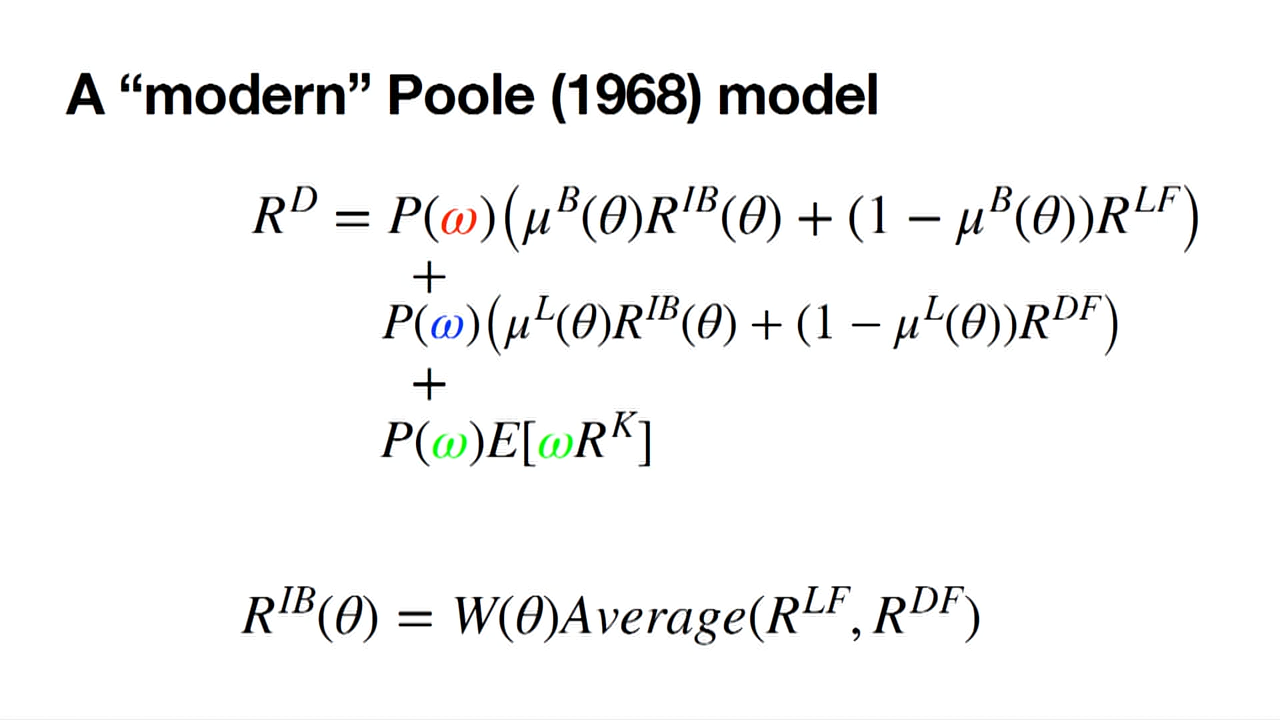 A “modern” Poole (1968) model
R^D = P(ω)(μ^B(θ)R^{IB}(θ) + (1 − μ^B(θ))R^{LF})
+
P(ω)(μ^L(θ)R^{IB}(θ) + (1 − μ^L(θ))R^{DF})
+
P(ω)E[ωR^K]
R^{IB}(θ) = W(θ)Average(R^{LF}, R^{DF})